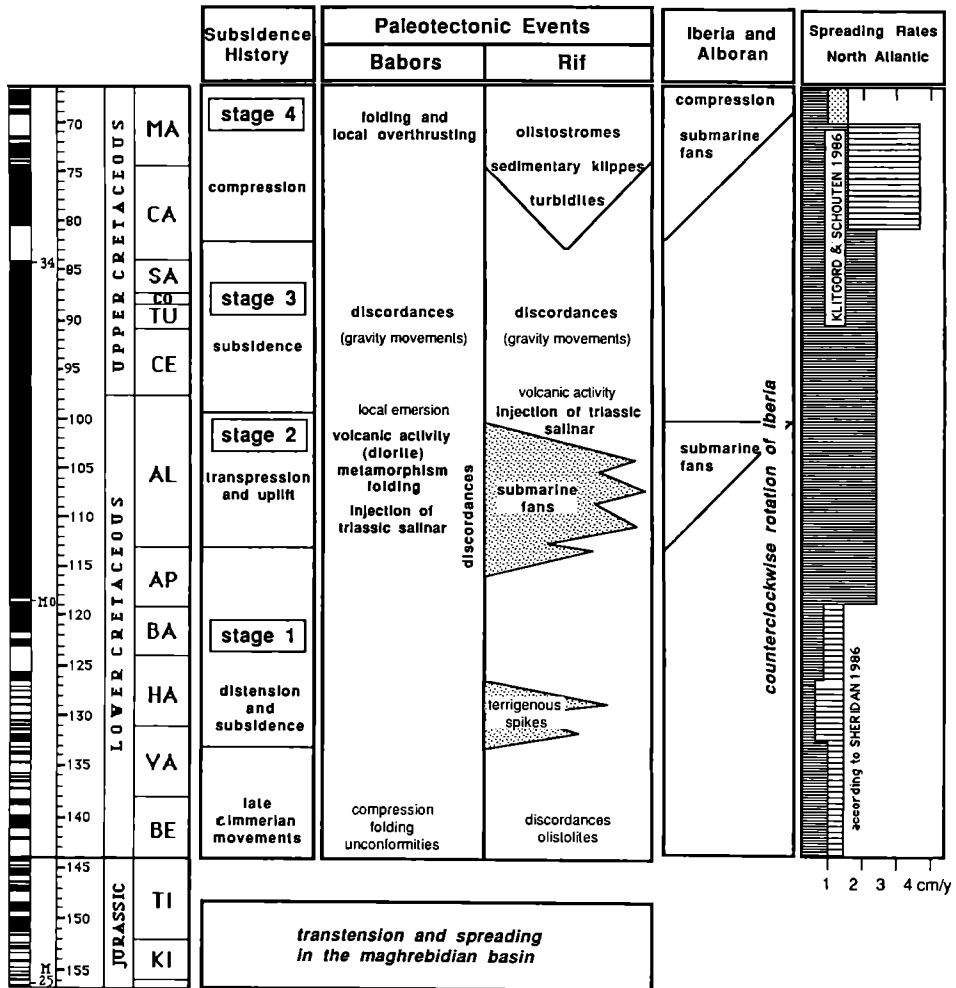 Subsidence
History
Paleotectonic Events
Babors
Rif
Iberia and
Alboran
Spreading Rates
North Atlantic
70
75
80
85
90
95
100
105
110
115
120
125
130
135
140
145
150
155
34
M0
M
25
UPPER CRETACEOUS
LOWER CRETACEOUS
JURASSIC
MA
CA
SA
CO
TU
CE
AL
AP
BA
HA
VA
BE
TI
KI
stage 4
compression
stage 3
subsidence
stage 2
transpression
and uplift
stage 1
distension
and
subsidence
late
cimmerian
movements
folding and
local overthrusting
discordances
(gravity movements)
local emersion
volcanic activity
(diorite)
metamorphism
folding
injection of
triassic salinar
discordances
compression
folding
unconformities
olistostromes
sedimentary klippes
turbidites
discordances
(gravity movements)
volcanic activity
injection of triassic
salinar
submarine
fans
terrigenous
spikes
discordances
olistolites
compression
submarine
fans
submarine
fans
counterclockwise rotation of Iberia
KLITGORD & SCHOUTEN 1986
according to SHERIDAN 1986
1 2 3 4 cm/y
transtension and spreading
in the maghrebidian basin